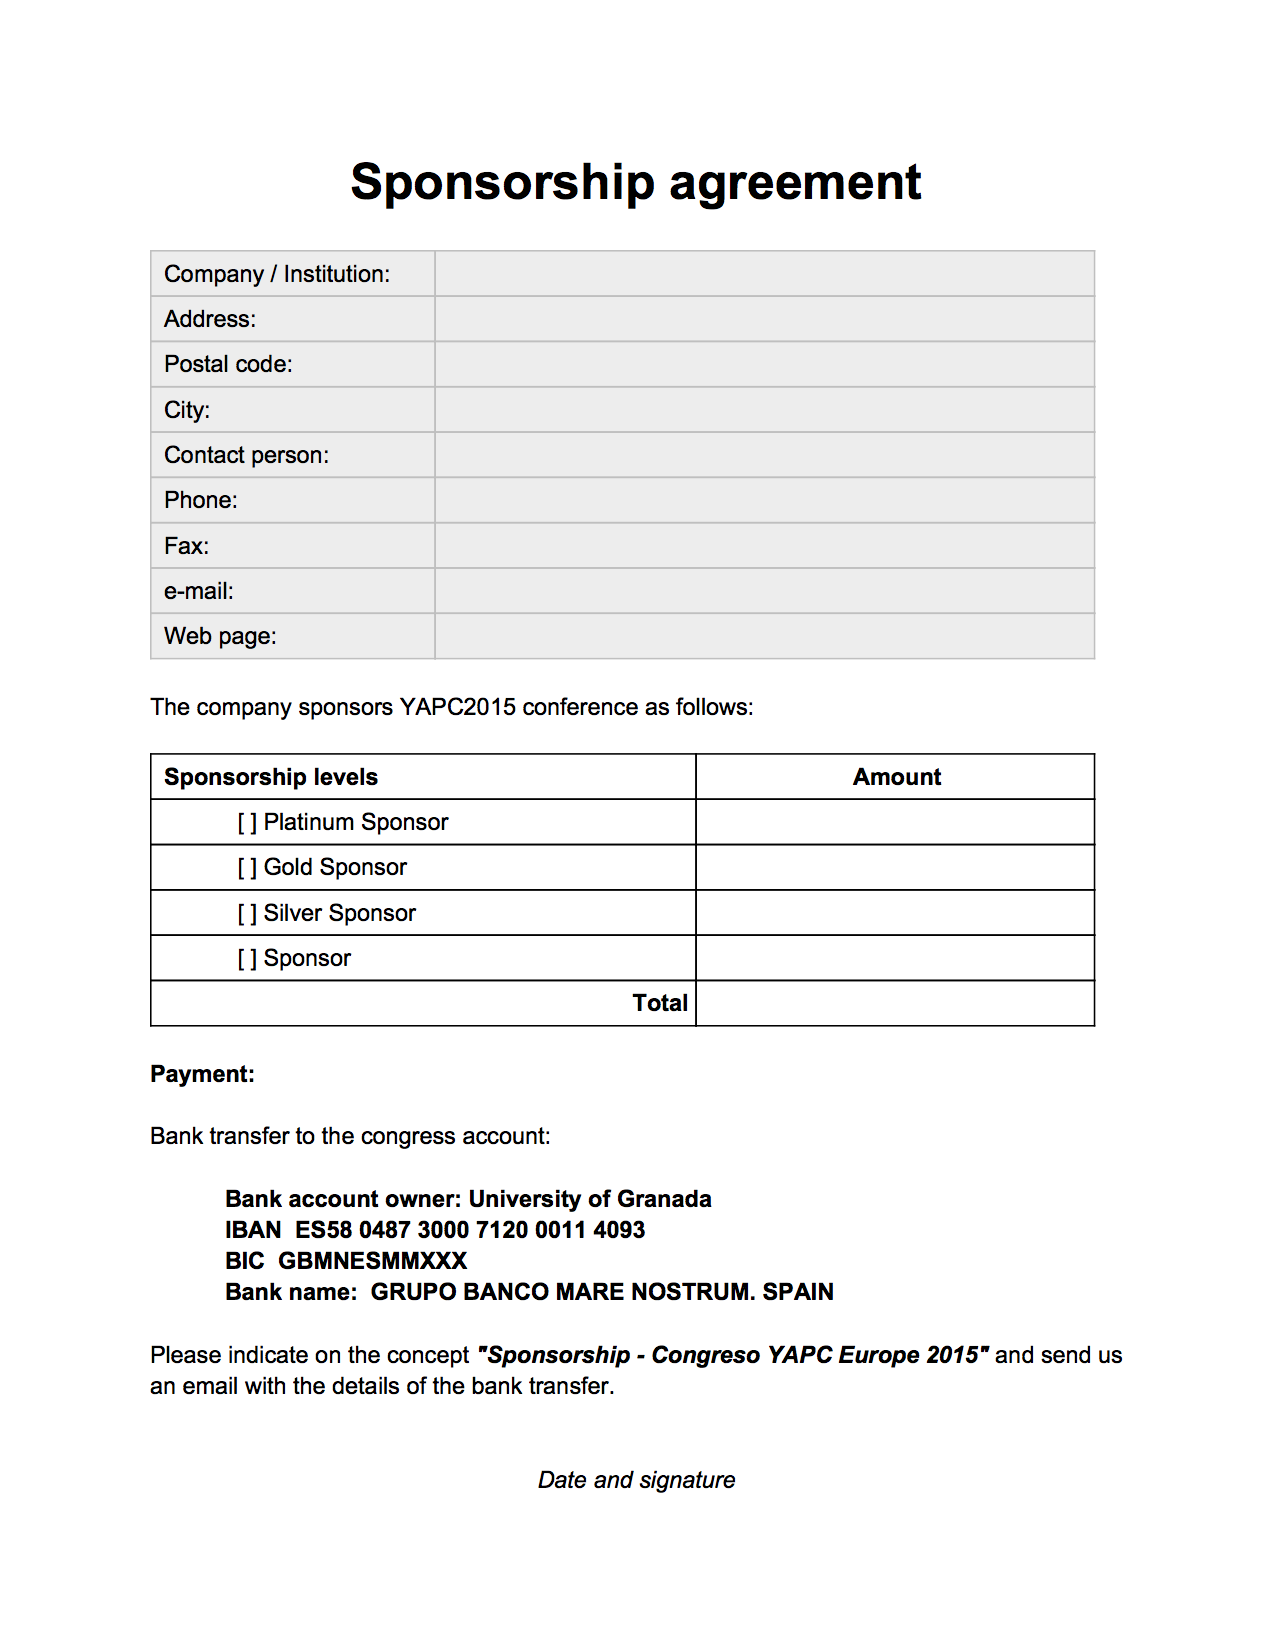 Sponsorship agreement
Company / Institution:
Address:
Postal code:
City:
Contact person:
Phone:
Fax:
e-mail:
Web page:
The company sponsors YAPC2015 conference as follows:
Sponsorship levels Amount
[ ] Platinum Sponsor
[ ] Gold Sponsor
[ ] Silver Sponsor
[ ] Sponsor
Total
Payment:
Bank transfer to the congress account:
Bank account owner: University of Granada
IBAN  ES58 0487 3000 7120 0011 4093
BIC  GBMNESMMXXX
Bank name:  GRUPO BANCO MARE NOSTRUM. SPAIN
Please indicate on the concept "Sponsorship - Congreso YAPC Europe 2015" and send us
an email with the details of the bank transfer.
Date and signature